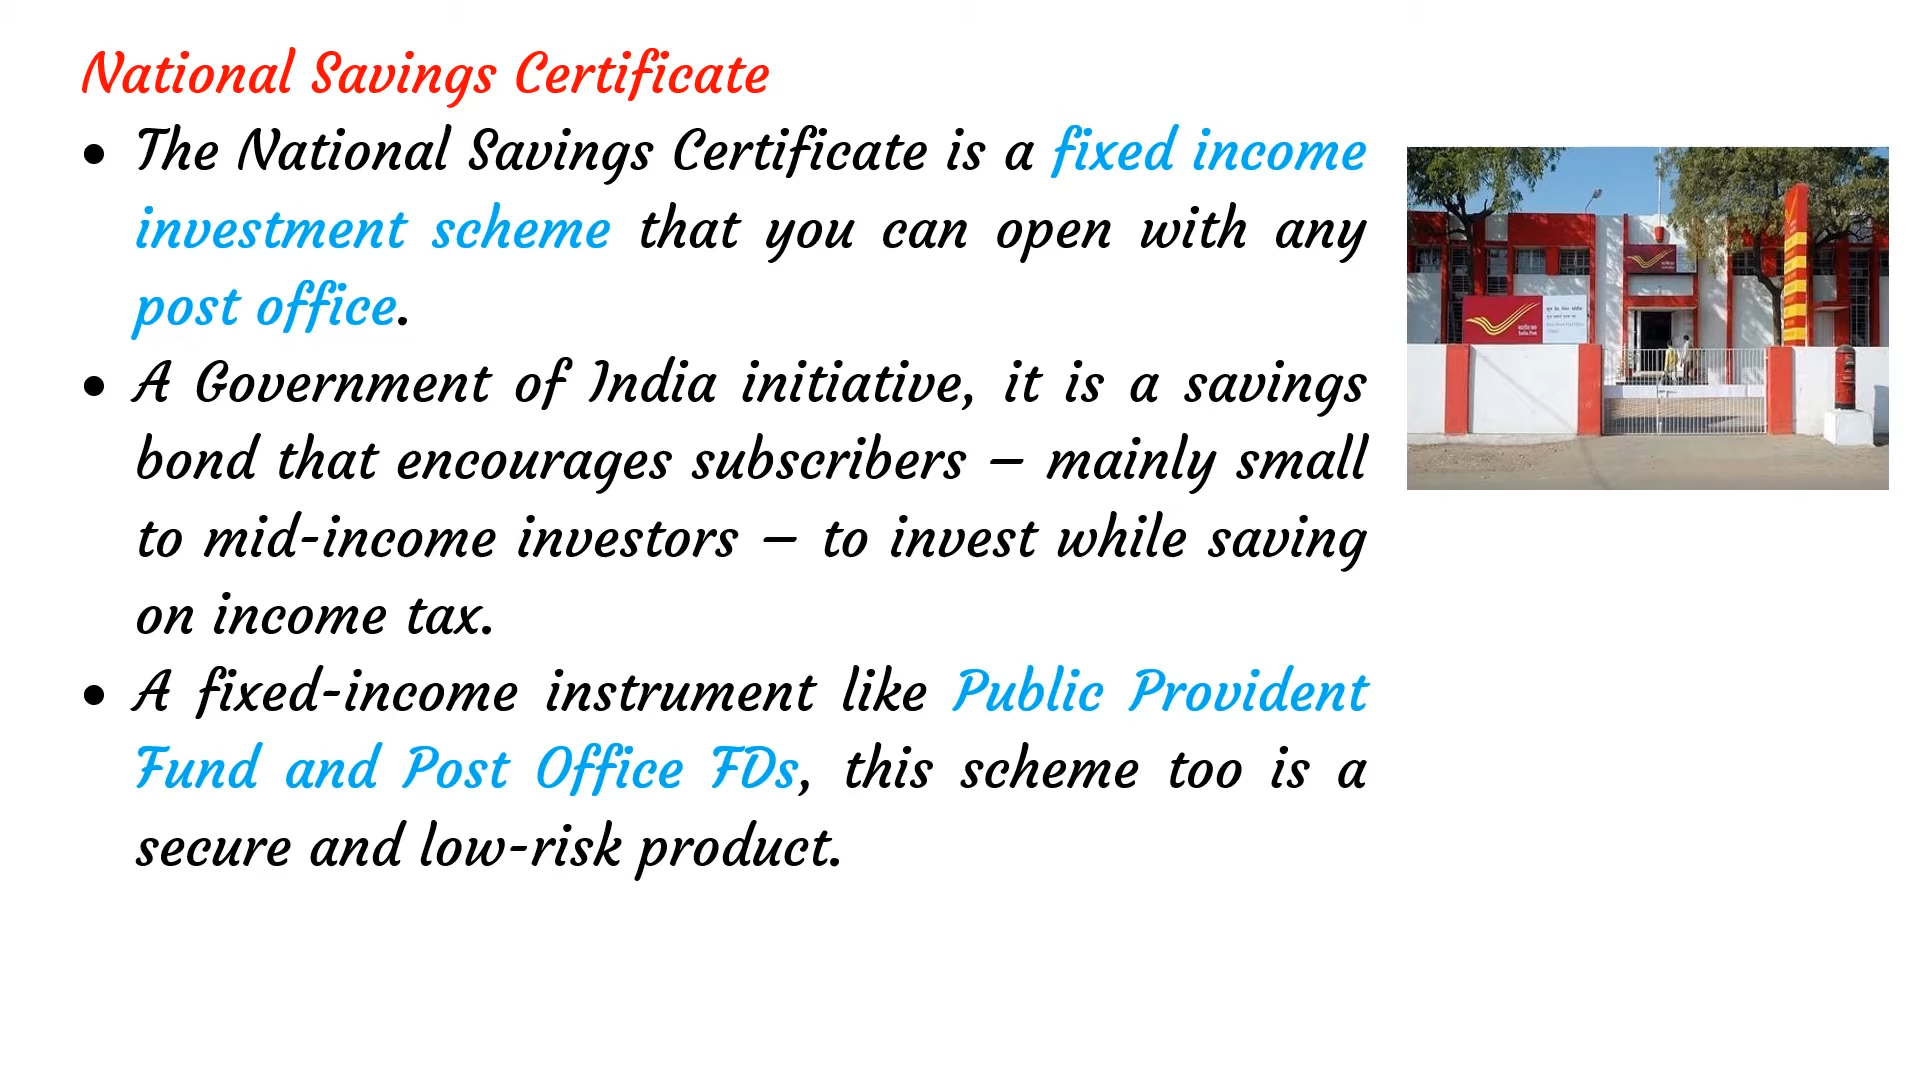 National Savings Certificate
• The National Savings Certificate is a fixed income
investment scheme that you can open with any
post office.
• A Government of India initiative, it is a savings
bond that encourages subscribers – mainly small
to mid-income investors – to invest while saving
on income tax.
• A fixed-income instrument like Public Provident
Fund and Post Office FDs, this scheme too is a
secure and low-risk product.
India Post